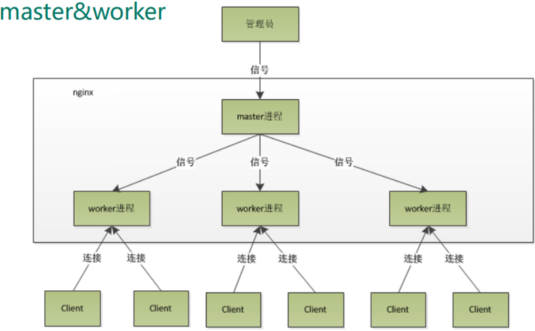 master&worker
管理员
信号
nginx
master进程
信号
信号
信号
worker进程
worker进程
worker进程
连接
连接
连接
连接
连接
连接
Client
Client
Client
Client
Client
Client